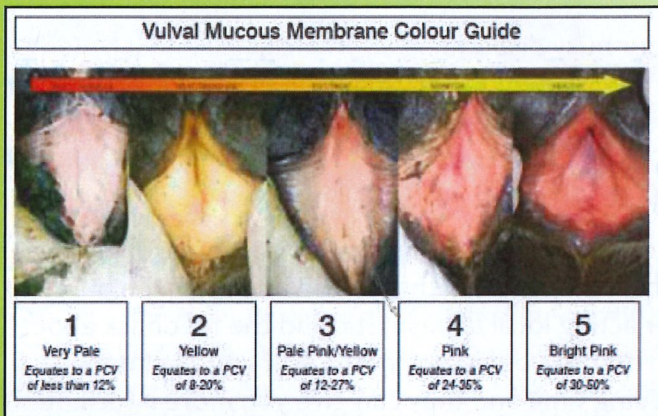 Vulval Mucous Membrane Colour Guide
1
Very Pale
Equates to a PCV
of less than 12%
2
Yellow
Equates to a PCV
of 8-20%
3
Pale Pink/Yellow
Equates to a PCV
of 12-27%
4
Pink
Equates to a PCV
of 24-35%
5
Bright Pink
Equates to a PCV
of 30-50%